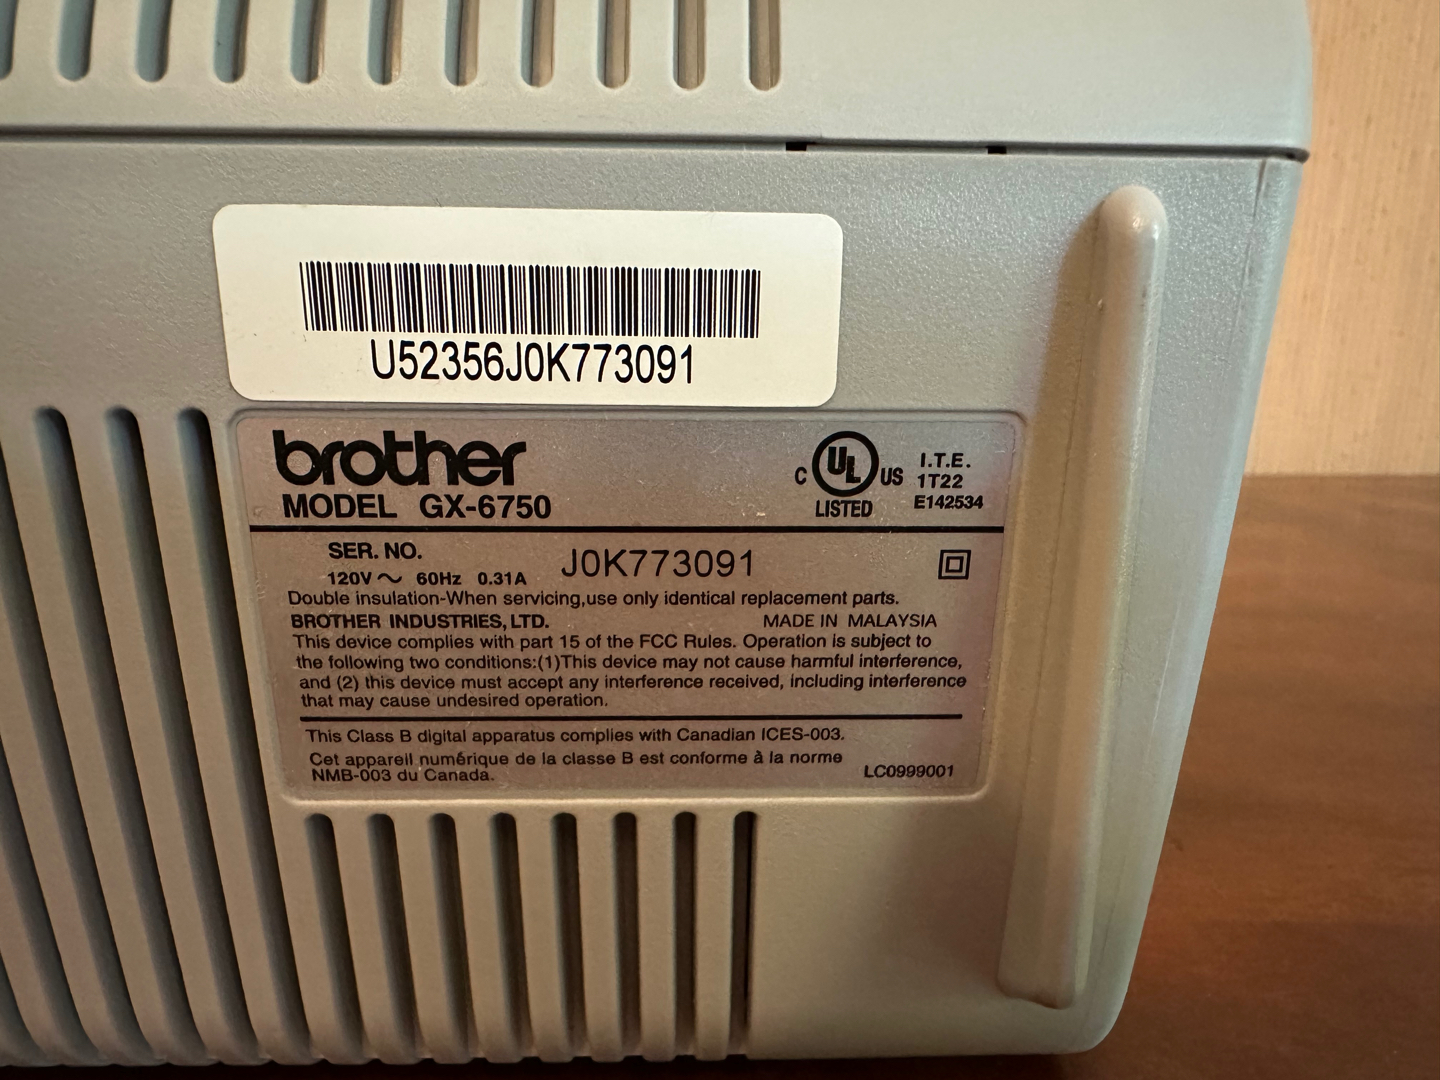 U52356J0K773091
brother
MODEL GX-6750
C UL US
LISTED
I.T.E.
1T22
E142534
SER. NO. J0K773091
120V ～ 60Hz 0.31A
Double insulation-When servicing,use only identical replacement parts.
BROTHER INDUSTRIES, LTD. MADE IN MALAYSIA
This device complies with part 15 of the FCC Rules. Operation is subject to
the following two conditions:(1)This device may not cause harmful interference,
and (2) this device must accept any interference received, including interference
that may cause undesired operation.
This Class B digital apparatus complies with Canadian ICES-003.
Cet appareil numérique de la classe B est conforme à la norme
NMB-003 du Canada. LC0999001